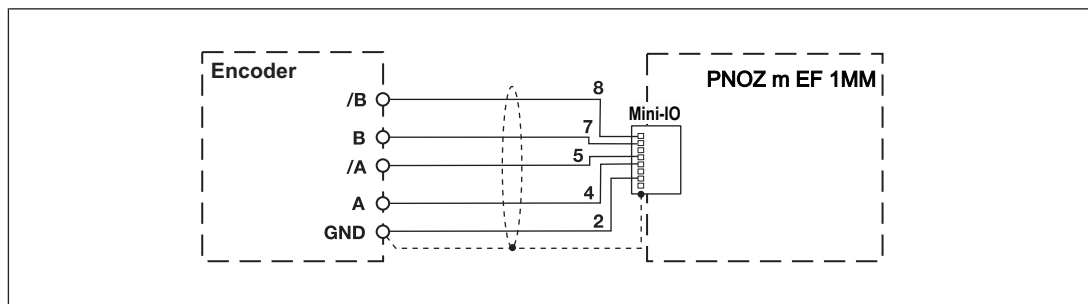 Encoder
PNOZ m EF 1MM
/B
8
Mini-IO
B
7
/A
5
A
4
GND
2